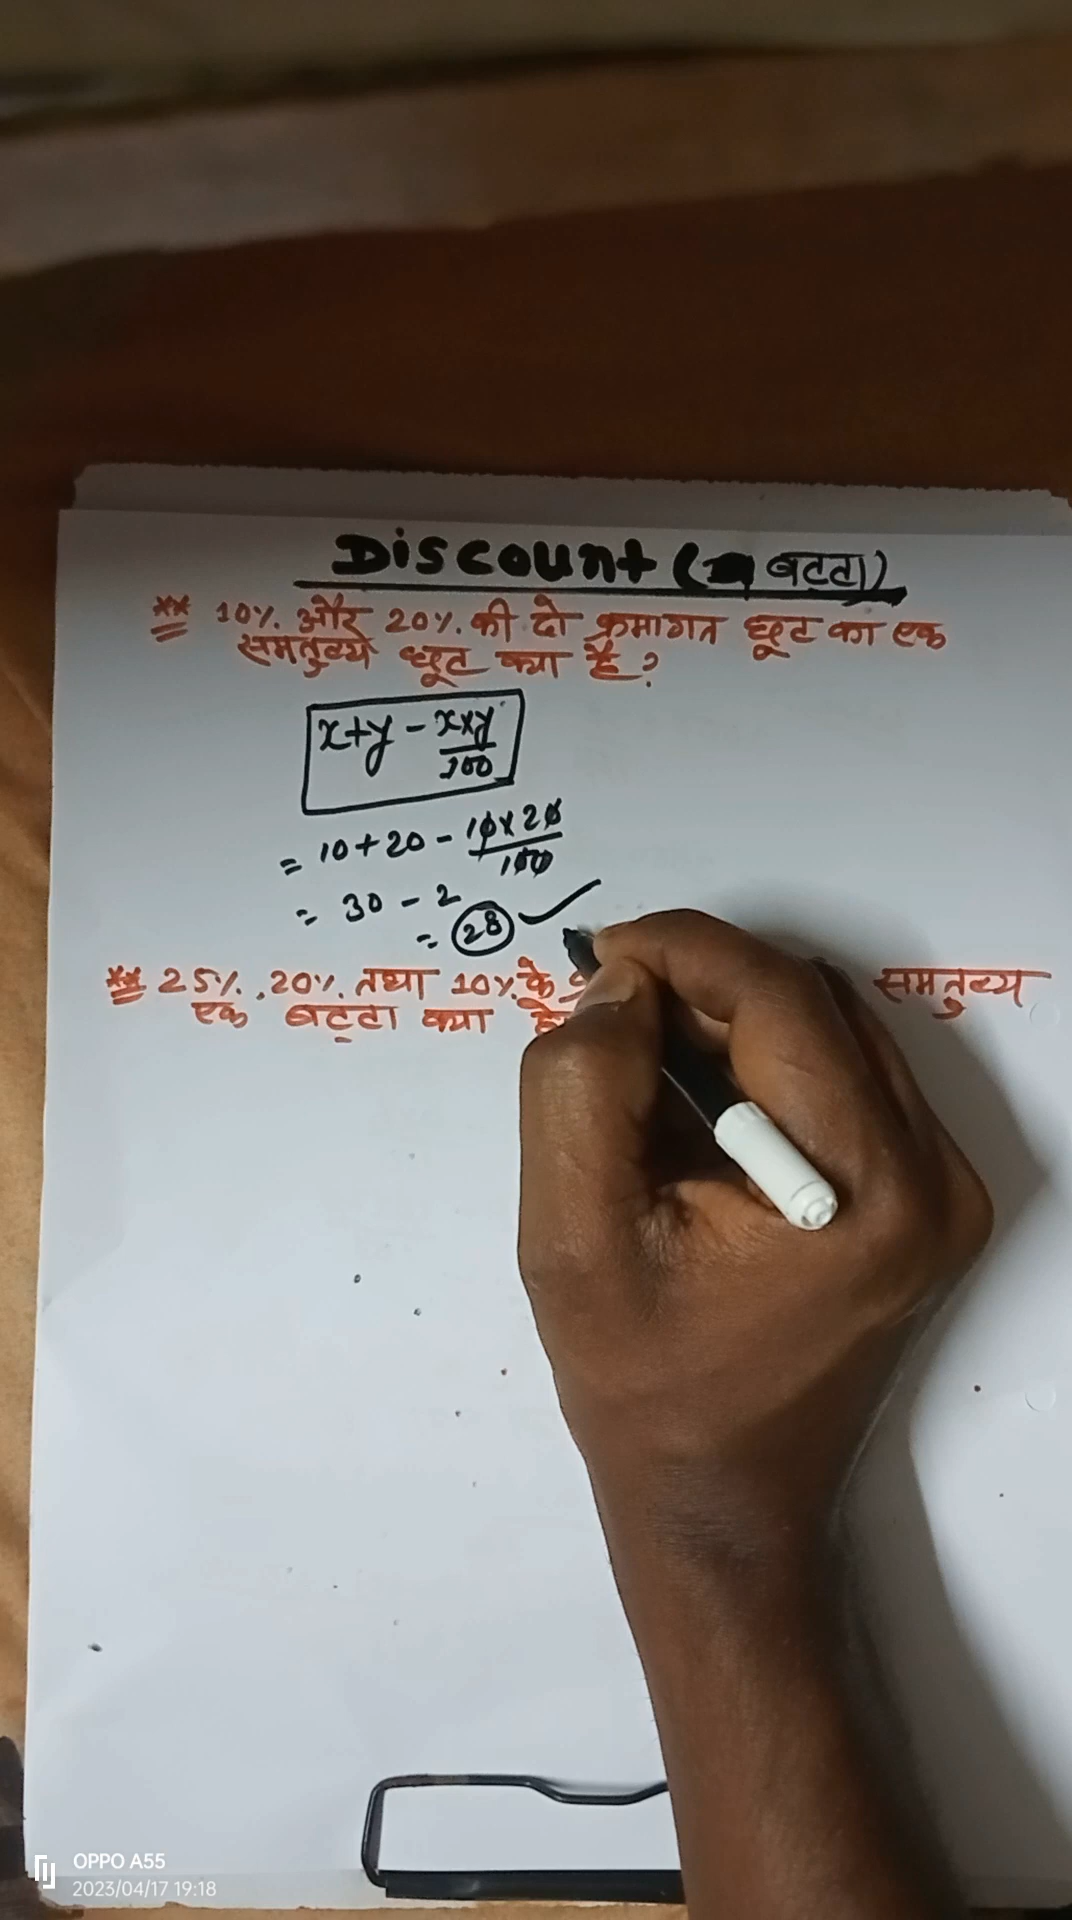 Discount ( बट्टा)
** 10%. और 20%. की दो क्रमागत छूट का एक
समतुल्य छूट क्या है ?
x+y - x×y/100
= 10+20 - 10×20/100
= 30 - 2
= 28 ✓
** 25%. ,20%. तथा 10%.के समतुल्य
एक बट्टा क्या
OPPO A55
2023/04/17 19:18